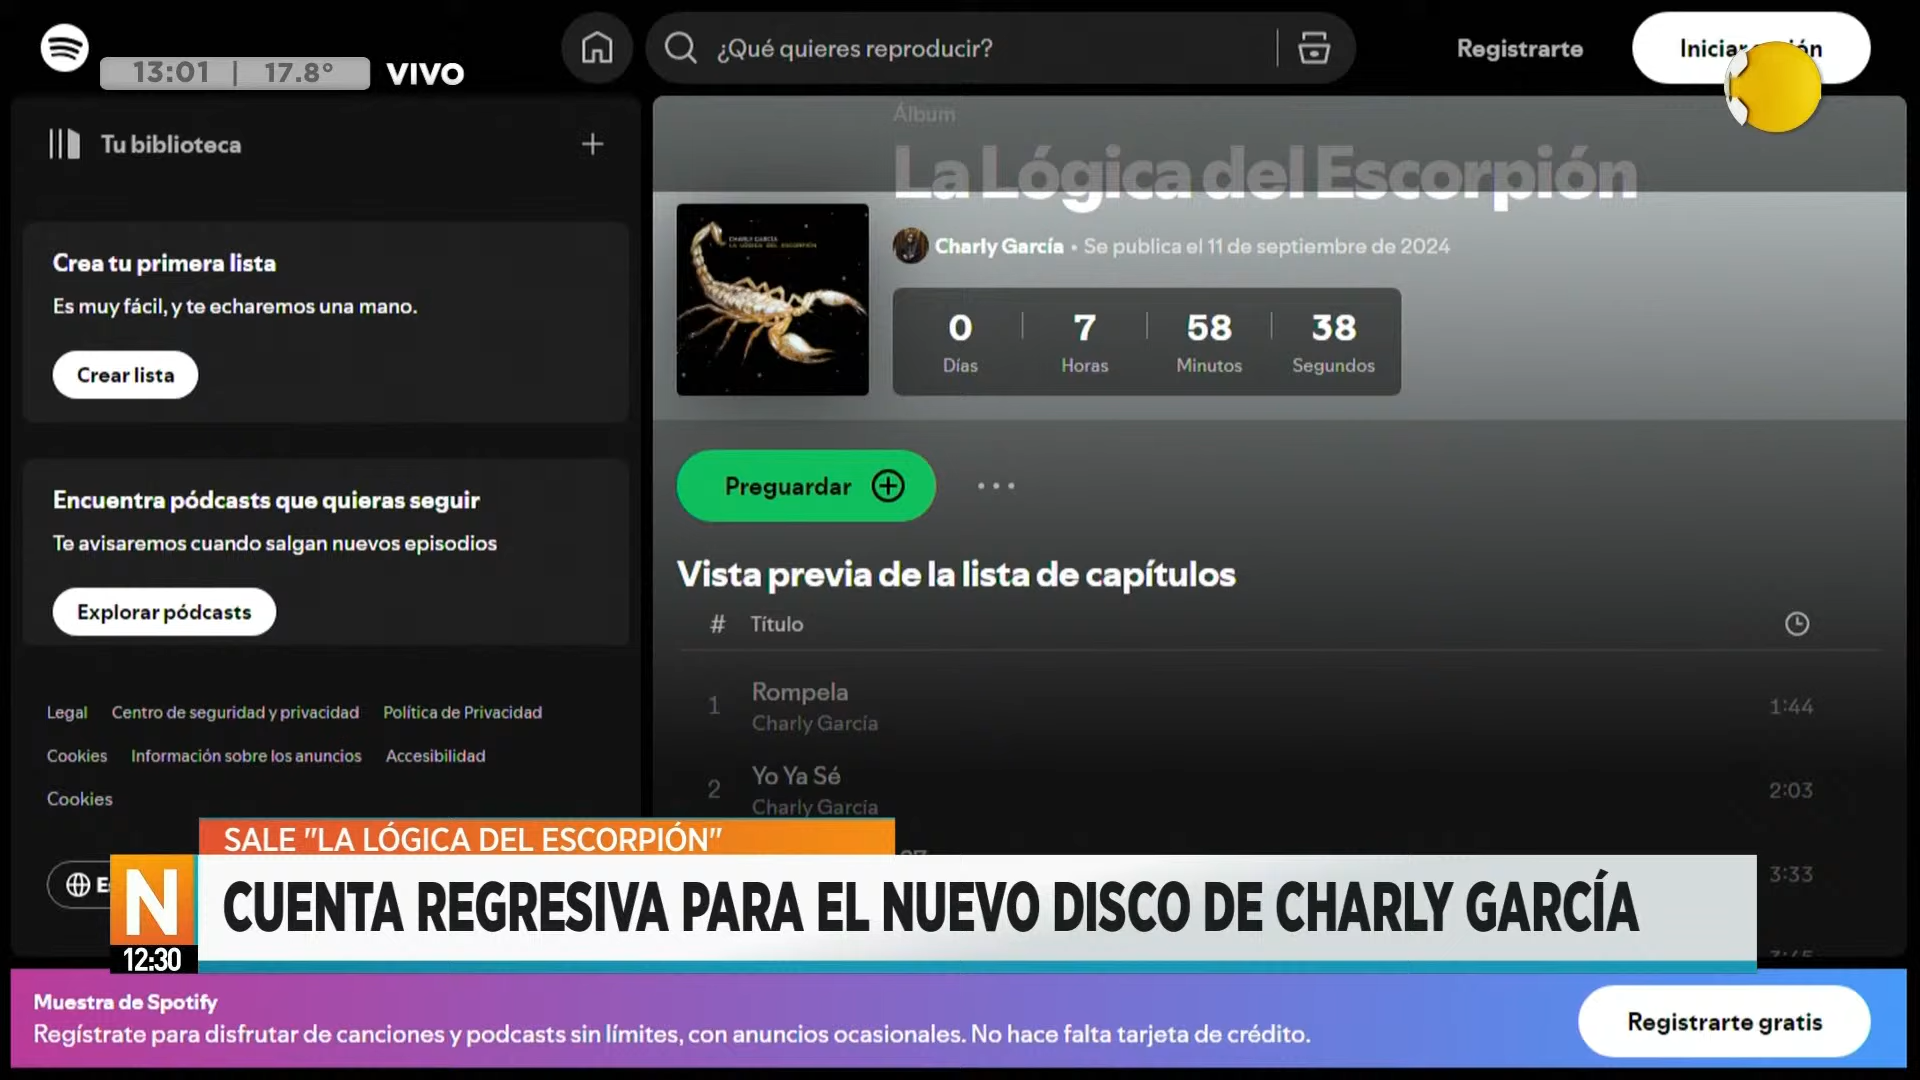 ¿Qué quieres reproducir?
Registrarte
13:01 | 17.8°
VIVO
Tu biblioteca
Crea tu primera lista
Es muy fácil, y te echaremos una mano.
Crear lista
Encuentra pódcasts que quieras seguir
Te avisaremos cuando salgan nuevos episodios
Explorar pódcasts
Legal Centro de seguridad y privacidad Política de Privacidad
Cookies Información sobre los anuncios Accesibilidad
Cookies
Álbum
La Lógica del Escorpión
CHARLY GARCÍA
LA LÓGICA DEL ESCORPIÓN
Charly García • Se publica el 11 de septiembre de 2024
0 7 58 38
Días Horas Minutos Segundos
Preguardar
Vista previa de la lista de capítulos
# Título
1 Rompela 1:44
Charly García
2 Yo Ya Sé 2:03
Charly García
3:33
SALE "LA LÓGICA DEL ESCORPIÓN"
N
12:30
CUENTA REGRESIVA PARA EL NUEVO DISCO DE CHARLY GARCÍA
Muestra de Spotify
Regístrate para disfrutar de canciones y podcasts sin límites, con anuncios ocasionales. No hace falta tarjeta de crédito.
Registrarte gratis